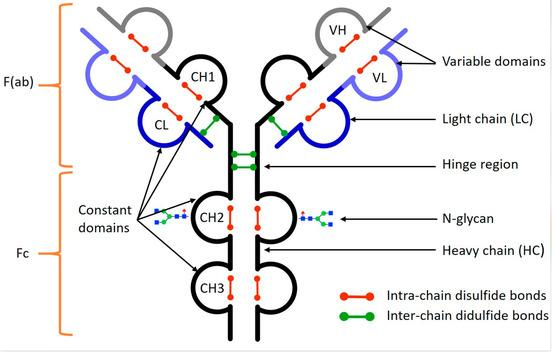 VH
Variable domains
F(ab)
CH1
VL
CL
Light chain (LC)
Hinge region
Constant
domains
CH2
N-glycan
Fc
Heavy chain (HC)
CH3
Intra-chain disulfide bonds
Inter-chain didulfide bonds